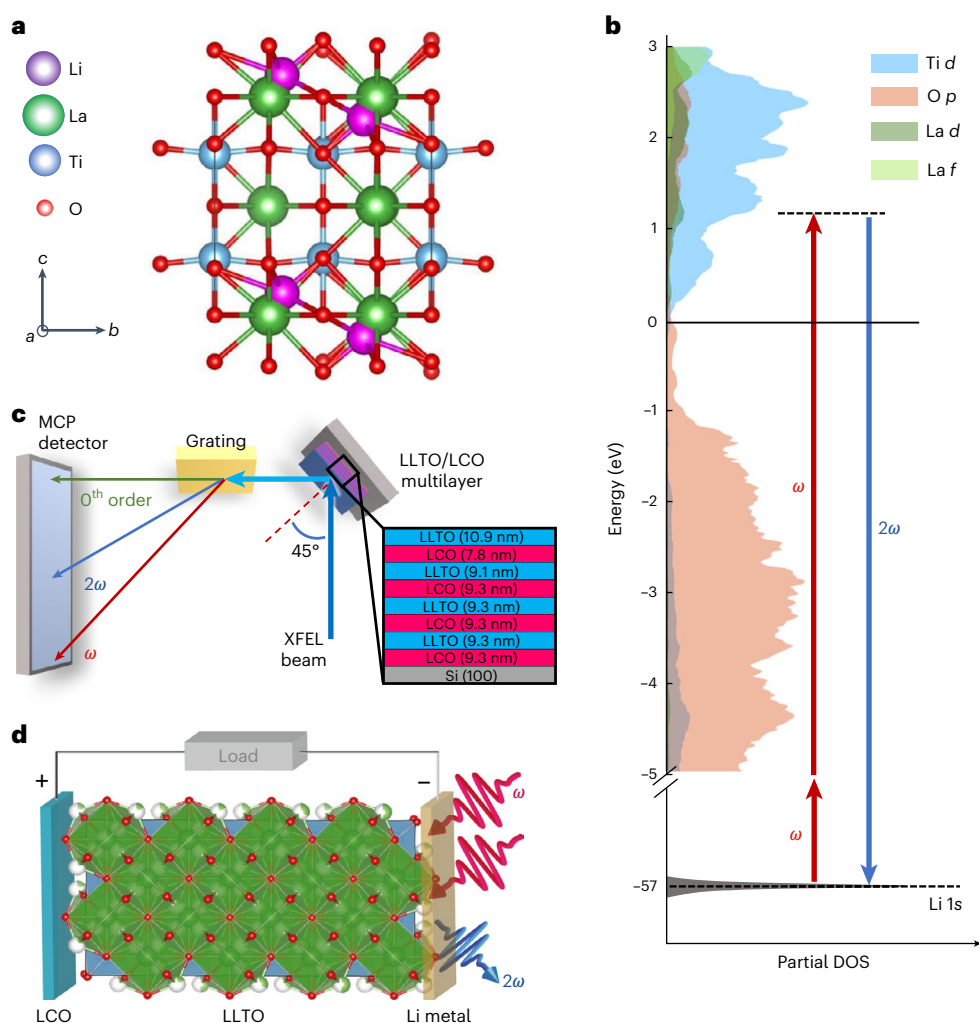 a
Li
La
Ti
O
c
a
b
b
3
2
1
0
−1
−2
−3
−4
−5
−57
Energy (eV)
Ti d
O p
La d
La f
ω
2ω
ω
Li 1s
Partial DOS
c
MCP
detector
Grating
LLTO/LCO
multilayer
0th order
2ω
ω
45°
XFEL
beam
LLTO (10.9 nm)
LCO (7.8 nm)
LLTO (9.1 nm)
LCO (9.3 nm)
LLTO (9.3 nm)
LCO (9.3 nm)
LLTO (9.3 nm)
LCO (9.3 nm)
Si (100)
d
Load
+
−
ω
2ω
LCO
LLTO
Li metal